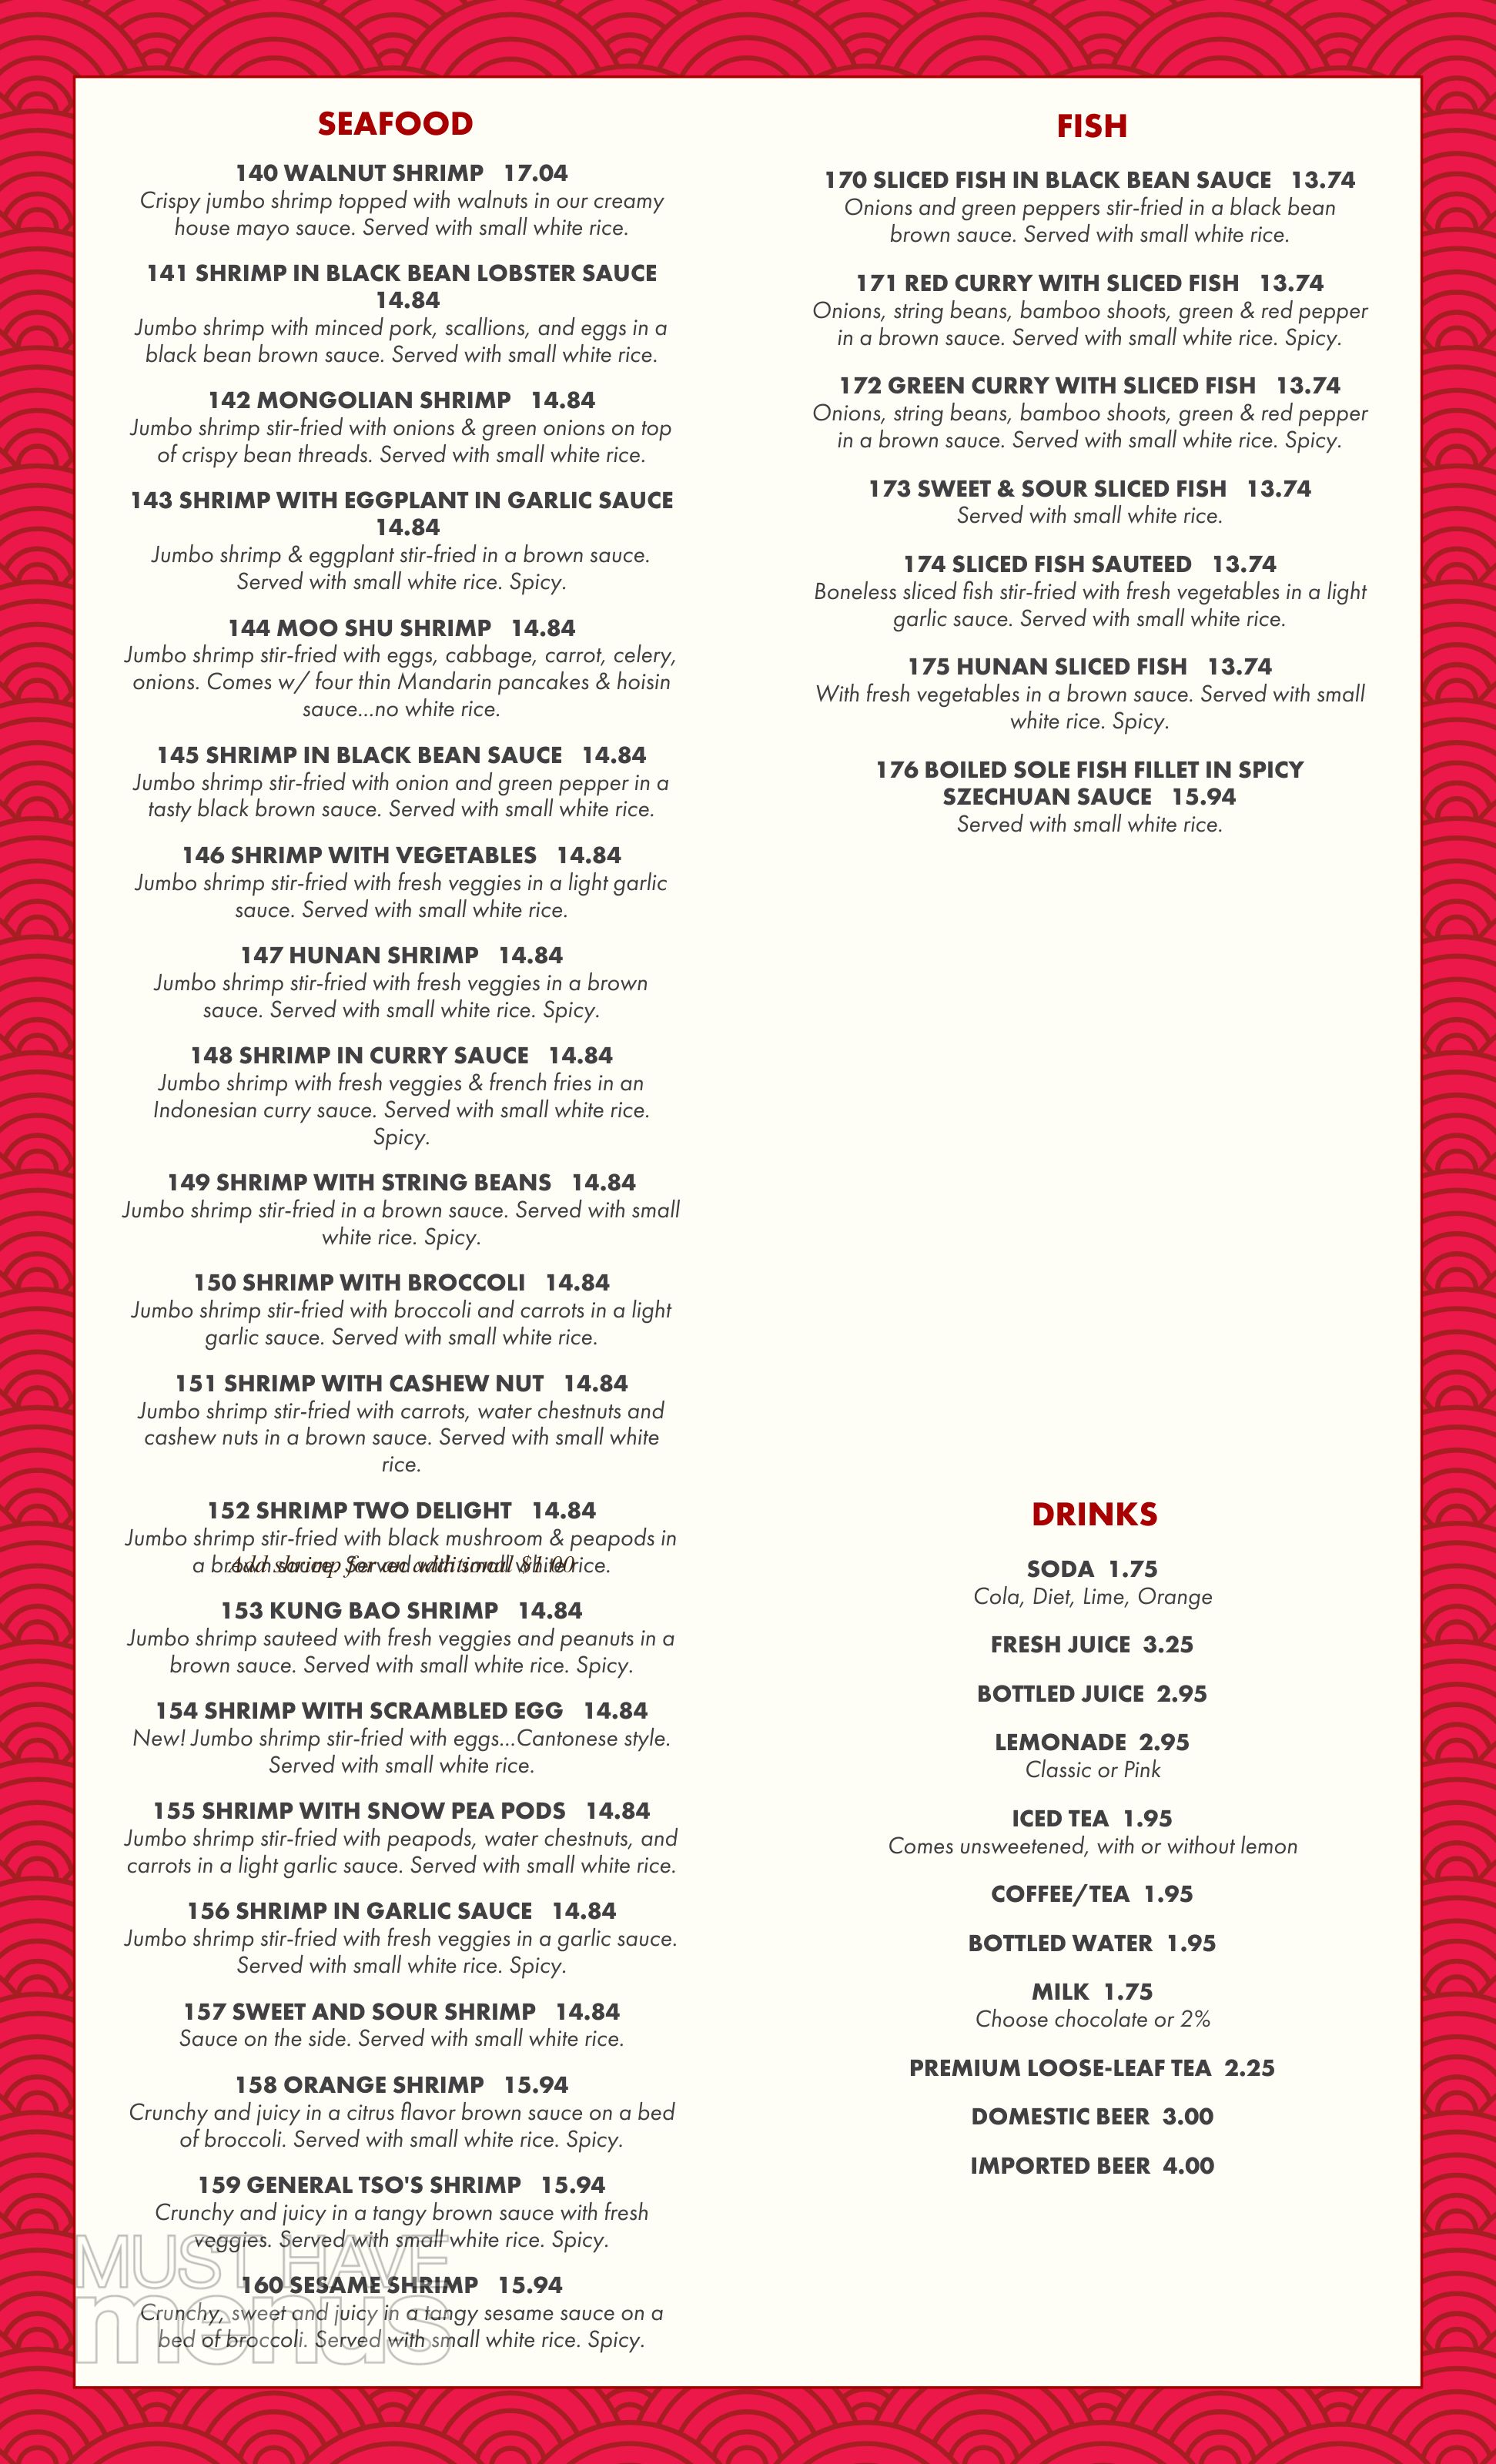 SEAFOOD
140 WALNUT SHRIMP 17.04
Crispy jumbo shrimp topped with walnuts in our creamy
house mayo sauce. Served with small white rice.
141 SHRIMP IN BLACK BEAN LOBSTER SAUCE
14.84
Jumbo shrimp with minced pork, scallions, and eggs in a
black bean brown sauce. Served with small white rice.
142 MONGOLIAN SHRIMP 14.84
Jumbo shrimp stir-fried with onions & green onions on top
of crispy bean threads. Served with small white rice.
143 SHRIMP WITH EGGPLANT IN GARLIC SAUCE
14.84
Jumbo shrimp & eggplant stir-fried in a brown sauce.
Served with small white rice. Spicy.
144 MOO SHU SHRIMP 14.84
Jumbo shrimp stir-fried with eggs, cabbage, carrot, celery,
onions. Comes w/ four thin Mandarin pancakes & hoisin
sauce...no white rice.
145 SHRIMP IN BLACK BEAN SAUCE 14.84
Jumbo shrimp stir-fried with onion and green pepper in a
tasty black brown sauce. Served with small white rice.
146 SHRIMP WITH VEGETABLES 14.84
Jumbo shrimp stir-fried with fresh veggies in a light garlic
sauce. Served with small white rice.
147 HUNAN SHRIMP 14.84
Jumbo shrimp stir-fried with fresh veggies in a brown
sauce. Served with small white rice. Spicy.
148 SHRIMP IN CURRY SAUCE 14.84
Jumbo shrimp with fresh veggies & french fries in an
Indonesian curry sauce. Served with small white rice.
Spicy.
149 SHRIMP WITH STRING BEANS 14.84
Jumbo shrimp stir-fried in a brown sauce. Served with small
white rice. Spicy.
150 SHRIMP WITH BROCCOLI 14.84
Jumbo shrimp stir-fried with broccoli and carrots in a light
garlic sauce. Served with small white rice.
151 SHRIMP WITH CASHEW NUT 14.84
Jumbo shrimp stir-fried with carrots, water chestnuts and
cashew nuts in a brown sauce. Served with small white
rice.
152 SHRIMP TWO DELIGHT 14.84
Jumbo shrimp stir-fried with black mushroom & peapods in
a brown sauce. Served with small white rice.
Add shrimp for an additional $1.00
153 KUNG BAO SHRIMP 14.84
Jumbo shrimp sauteed with fresh veggies and peanuts in a
brown sauce. Served with small white rice. Spicy.
154 SHRIMP WITH SCRAMBLED EGG 14.84
New! Jumbo shrimp stir-fried with eggs...Cantonese style.
Served with small white rice.
155 SHRIMP WITH SNOW PEA PODS 14.84
Jumbo shrimp stir-fried with peapods, water chestnuts, and
carrots in a light garlic sauce. Served with small white rice.
156 SHRIMP IN GARLIC SAUCE 14.84
Jumbo shrimp stir-fried with fresh veggies in a garlic sauce.
Served with small white rice. Spicy.
157 SWEET AND SOUR SHRIMP 14.84
Sauce on the side. Served with small white rice.
158 ORANGE SHRIMP 15.94
Crunchy and juicy in a citrus flavor brown sauce on a bed
of broccoli. Served with small white rice. Spicy.
159 GENERAL TSO'S SHRIMP 15.94
Crunchy and juicy in a tangy brown sauce with fresh
veggies. Served with small white rice. Spicy.
160 SESAME SHRIMP 15.94
Crunchy, sweet and juicy in a tangy sesame sauce on a
bed of broccoli. Served with small white rice. Spicy.
MUST HAVE
menus
FISH
170 SLICED FISH IN BLACK BEAN SAUCE 13.74
Onions and green peppers stir-fried in a black bean
brown sauce. Served with small white rice.
171 RED CURRY WITH SLICED FISH 13.74
Onions, string beans, bamboo shoots, green & red pepper
in a brown sauce. Served with small white rice. Spicy.
172 GREEN CURRY WITH SLICED FISH 13.74
Onions, string beans, bamboo shoots, green & red pepper
in a brown sauce. Served with small white rice. Spicy.
173 SWEET & SOUR SLICED FISH 13.74
Served with small white rice.
174 SLICED FISH SAUTEED 13.74
Boneless sliced fish stir-fried with fresh vegetables in a light
garlic sauce. Served with small white rice.
175 HUNAN SLICED FISH 13.74
With fresh vegetables in a brown sauce. Served with small
white rice. Spicy.
176 BOILED SOLE FISH FILLET IN SPICY
SZECHUAN SAUCE 15.94
Served with small white rice.
DRINKS
SODA 1.75
Cola, Diet, Lime, Orange
FRESH JUICE 3.25
BOTTLED JUICE 2.95
LEMONADE 2.95
Classic or Pink
ICED TEA 1.95
Comes unsweetened, with or without lemon
COFFEE/TEA 1.95
BOTTLED WATER 1.95
MILK 1.75
Choose chocolate or 2%
PREMIUM LOOSE-LEAF TEA 2.25
DOMESTIC BEER 3.00
IMPORTED BEER 4.00